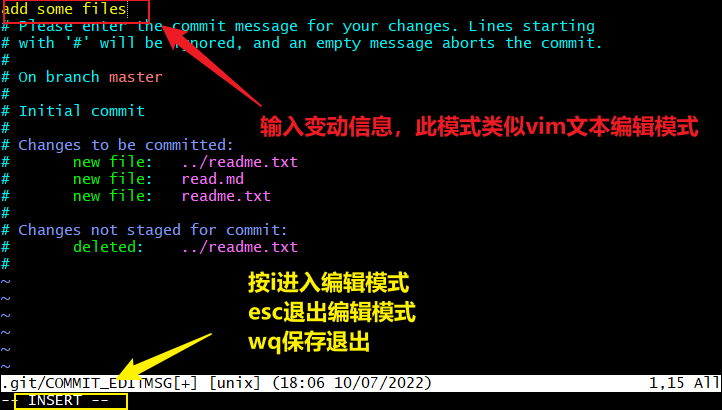 add some files
# Please enter the commit message for your changes. Lines starting
# with '#' will be ignored, and an empty message aborts the commit.
#
# On branch master
#
# Initial commit
#
# Changes to be committed:
#       new file:   ../readme.txt
#       new file:   read.md
#       new file:   readme.txt
#
# Changes not staged for commit:
#       deleted:    ../readme.txt
#
~
~
~
~
~
~
输入变动信息，此模式类似vim文本编辑模式
按i进入编辑模式
esc退出编辑模式
wq保存退出
.git/COMMIT_EDITMSG[+] [unix] (18:06 10/07/2022) 1,15 All
-- INSERT --